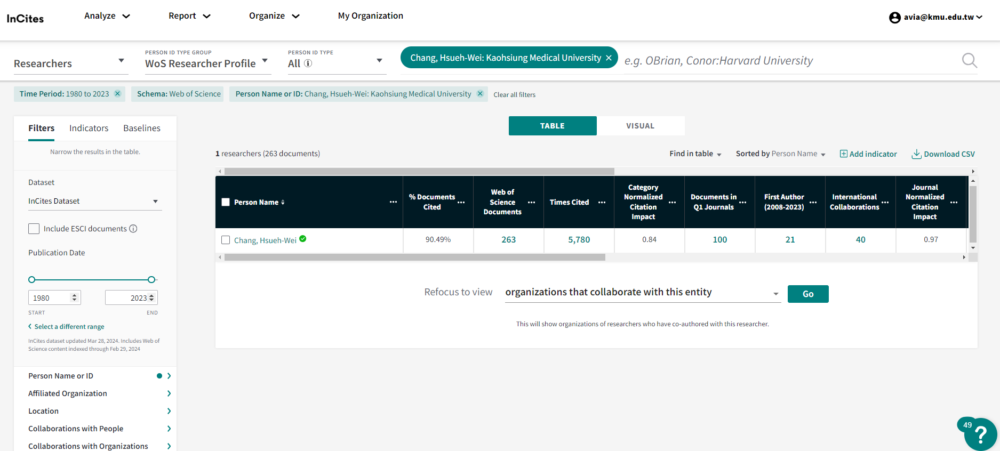 InCites
Analyze
Report
Organize
My Organization
avia@kmu.edu.tw
Researchers
PERSON ID TYPE GROUP
WoS Researcher Profile
PERSON ID TYPE
All
Chang, Hsueh-Wei: Kaohsiung Medical University ×
e.g. OBrian, Conor:Harvard University
Time Period: 1980 to 2023
Schema: Web of Science
Person Name or ID: Chang, Hsueh-Wei: Kaohsiung Medical University
Clear all filters
Filters
Indicators
Baselines
Narrow the results in the table.
Dataset
InCites Dataset
Include ESCI documents
Publication Date
1980
2023
START
END
Select a different range
InCites dataset updated Mar 28, 2024. Includes Web of
Science content indexed through Feb 29, 2024
Person Name or ID
Affiliated Organization
Location
Collaborations with People
Collaborations with Organizations
TABLE
VISUAL
1 researchers (263 documents)
Find in table
Sorted by Person Name
Add indicator
Download CSV
Person Name
% Documents
Cited
Web of
Science
Documents
Times Cited
Category
Normalized
Citation
Impact
Documents in
Q1 Journals
First Author
(2008-2023)
International
Collaborations
Journal
Normalized
Citation
Impact
Chang, Hsueh-Wei
90.49%
263
5,780
0.84
100
21
40
0.97
Refocus to view
organizations that collaborate with this entity
Go
This will show organizations of researchers who have co-authored with this researcher.
49
?